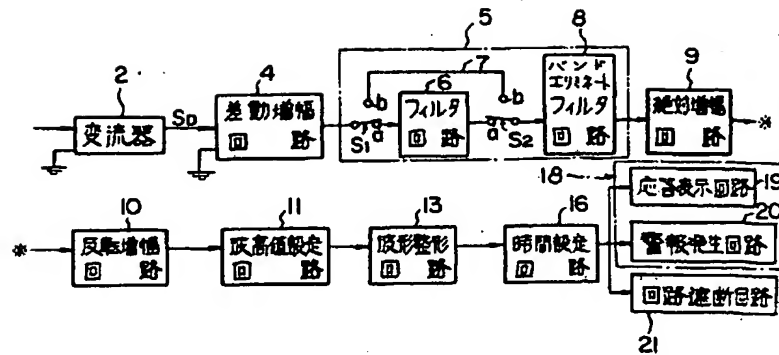 5
8
7
2
4
6
9
変流器
SD
差動増幅
回 路
b
b
S1
a
フィルタ
回 路
a
S2
バンド
エリミネート
フィルタ
回 路
絶対増幅
回 路
※
18
応答表示回路
19
20
10
11
13
16
※
反転増幅
回 路
波高値設定
回 路
波形整形
回 路
時間設定
回 路
警報発生回路
回路遮断回路
21